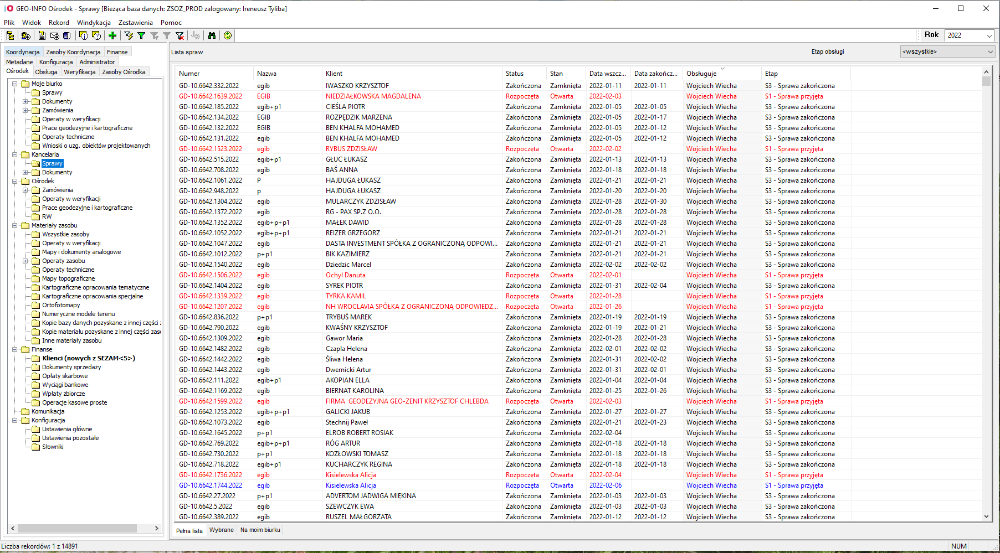 GEO-INFO Ośrodek - Sprawy [Bieżąca baza danych: ZSOZ_PROD zalogowany: Ireneusz Tyliba]
Plik Widok Rekord Windykacja Zestawienia Pomoc
Rok 2022
Koordynacja Zasoby Koordynacja Finanse
Metadane Konfiguracja Administrator
Ośrodek Obsługa Weryfikacja Zasoby Ośrodka
Moje biurko
Sprawy
Dokumenty
Zamówienia
Operaty w weryfikacji
Prace geodezyjne i kartograficzne
Operaty techniczne
Wnioski o uzg. obiektów projektowanych
Kancelaria
Sprawy
Dokumenty
Ośrodek
Zamówienia
Operaty w weryfikacji
Prace geodezyjne i kartograficzne
RW
Materiały zasobu
Wszystkie zasoby
Operaty w weryfikacji
Mapy i dokumenty analogowe
Operaty zasobu
Operaty techniczne
Mapy topograficzne
Kartograficzne opracowania tematyczne
Kartograficzne opracowania specjalne
Ortofotomapy
Numeryczne modele terenu
Kopie bazy danych pozyskane z innej części z
Kopie materiału pozyskane z innej części zaso
Inne materiały zasobu
Finanse
Klienci (nowych z SEZAM<5>)
Dokumenty sprzedaży
Opłaty skarbowe
Wyciągi bankowe
Wpłaty zbiorcze
Operacje kasowe proste
Komunikacja
Konfiguracja
Ustawienia główne
Ustawienia pozostałe
Słowniki
Lista spraw Etap obsługi <wszystkie>
Numer Nazwa Klient Status Stan Data wszcz... Data zakończ... Obsługuje Etap
GD-10.6642.332.2022 egib IWASZKO KRZYSZTOF Zakończona Zamknięta 2022-01-11 2022-01-11 Wojciech Wiecha S3 - Sprawa zakończona
GD-10.6642.1639.2022 EGIB NIEDZIAŁKOWSKA MAGDALENA Rozpoczęta Otwarta 2022-02-03 Wojciech Wiecha S1 - Sprawa przyjęta
GD-10.6642.185.2022 egib+p1 CIEŚLA PIOTR Zakończona Zamknięta 2022-01-05 2022-01-05 Wojciech Wiecha S3 - Sprawa zakończona
GD-10.6642.134.2022 EGIB ROZPĘDZIK MARZENA Zakończona Zamknięta 2022-01-05 2022-01-17 Wojciech Wiecha S3 - Sprawa zakończona
GD-10.6642.132.2022 EGIB BEN KHALFA MOHAMED Zakończona Zamknięta 2022-01-05 2022-01-12 Wojciech Wiecha S3 - Sprawa zakończona
GD-10.6642.131.2022 egib BEN KHALFA MOHAMED Zakończona Zamknięta 2022-01-05 2022-01-12 Wojciech Wiecha S3 - Sprawa zakończona
GD-10.6642.1523.2022 egib RYBUS ZDZISŁAW Rozpoczęta Otwarta 2022-02-02 Wojciech Wiecha S1 - Sprawa przyjęta
GD-10.6642.515.2022 egib+p1 GŁUC ŁUKASZ Zakończona Zamknięta 2022-01-13 2022-01-13 Wojciech Wiecha S3 - Sprawa zakończona
GD-10.6642.708.2022 egib BAŚ ANNA Zakończona Zamknięta 2022-01-18 2022-01-18 Wojciech Wiecha S3 - Sprawa zakończona
GD-10.6642.1061.2022 P HAJDUGA ŁUKASZ Zakończona Zamknięta 2022-01-21 2022-01-21 Wojciech Wiecha S3 - Sprawa zakończona
GD-10.6642.948.2022 p HAJDUGA ŁUKASZ Zakończona Zamknięta 2022-01-20 2022-01-20 Wojciech Wiecha S3 - Sprawa zakończona
GD-10.6642.1304.2022 egib MULARCZYK ZDZISŁAW Zakończona Zamknięta 2022-01-28 2022-01-30 Wojciech Wiecha S3 - Sprawa zakończona
GD-10.6642.1372.2022 egib RG - PAX SP.Z O.O. Zakończona Zamknięta 2022-01-28 2022-01-28 Wojciech Wiecha S3 - Sprawa zakończona
GD-10.6642.1352.2022 egib+p+p1 MAŁEK DAWID Zakończona Zamknięta 2022-01-28 2022-01-28 Wojciech Wiecha S3 - Sprawa zakończona
GD-10.6642.1052.2022 egib+p+p1 REIZER GRZEGORZ Zakończona Zamknięta 2022-01-21 2022-01-21 Wojciech Wiecha S3 - Sprawa zakończona
GD-10.6642.1047.2022 egib DASTA INVESTMENT SPÓŁKA Z OGRANICZONĄ ODPOWI... Zakończona Zamknięta 2022-01-21 2022-01-21 Wojciech Wiecha S3 - Sprawa zakończona
GD-10.6642.1012.2022 p+p1 BIK KAZIMIERZ Zakończona Zamknięta 2022-01-21 2022-01-21 Wojciech Wiecha S3 - Sprawa zakończona
GD-10.6642.1540.2022 egib Dziedzic Marcel Zakończona Zamknięta 2022-02-02 2022-02-02 Wojciech Wiecha S3 - Sprawa zakończona
GD-10.6642.1506.2022 egib Ochyl Danuta Rozpoczęta Otwarta 2022-02-01 Wojciech Wiecha S1 - Sprawa przyjęta
GD-10.6642.1404.2022 egib SYREK PIOTR Zakończona Zamknięta 2022-01-31 2022-02-04 Wojciech Wiecha S3 - Sprawa zakończona
GD-10.6642.1339.2022 egib TYRKA KAMIL Rozpoczęta Otwarta 2022-01-28 Wojciech Wiecha S1 - Sprawa przyjęta
GD-10.6642.1207.2022 egib NH WROCLAVIA SPÓŁKA Z OGRANICZONĄ ODPOWIEDZ... Rozpoczęta Otwarta 2022-01-26 Wojciech Wiecha S1 - Sprawa przyjęta
GD-10.6642.836.2022 p+p1 TRYBUŚ MAREK Zakończona Zamknięta 2022-01-19 2022-01-19 Wojciech Wiecha S3 - Sprawa zakończona
GD-10.6642.790.2022 egib KWAŚNY KRZYSZTOF Zakończona Zamknięta 2022-01-19 2022-01-21 Wojciech Wiecha S3 - Sprawa zakończona
GD-10.6642.1309.2022 egib Gawor Maria Zakończona Zamknięta 2022-01-28 2022-01-28 Wojciech Wiecha S3 - Sprawa zakończona
GD-10.6642.1482.2022 egib Czapla Helena Zakończona Zamknięta 2022-02-01 2022-02-02 Wojciech Wiecha S3 - Sprawa zakończona
GD-10.6642.1442.2022 egib Śliwa Helena Zakończona Zamknięta 2022-01-31 2022-02-02 Wojciech Wiecha S3 - Sprawa zakończona
GD-10.6642.1443.2022 egib Dwernicki Artur Zakończona Zamknięta 2022-01-31 2022-02-01 Wojciech Wiecha S3 - Sprawa zakończona
GD-10.6642.111.2022 egib+p1 AKOPIAN ELLA Zakończona Zamknięta 2022-01-04 2022-01-04 Wojciech Wiecha S3 - Sprawa zakończona
GD-10.6642.1169.2022 egib BIERNAT KAROLINA Zakończona Zamknięta 2022-01-25 2022-01-26 Wojciech Wiecha S3 - Sprawa zakończona
GD-10.6642.1599.2022 egib FIRMA GEODEZYJNA GEO-ZENIT KRZYSZTOF CHLEBDA Rozpoczęta Otwarta 2022-02-03 Wojciech Wiecha S1 - Sprawa przyjęta
GD-10.6642.1253.2022 egib+p+p1 GALICKI JAKUB Zakończona Zamknięta 2022-01-27 2022-01-27 Wojciech Wiecha S3 - Sprawa zakończona
GD-10.6642.1073.2022 egib Stechnij Paweł Zakończona Zamknięta 2022-01-21 2022-01-23 Wojciech Wiecha S3 - Sprawa zakończona
GD-10.6642.1645.2022 p+p1 ELROB ROBERT ROSIAK Zakończona Zamknięta 2022-02-04 Wojciech Wiecha S3 - Sprawa zakończona
GD-10.6642.769.2022 egib+p+p1 RÓG ARTUR Zakończona Zamknięta 2022-01-18 2022-01-18 Wojciech Wiecha S3 - Sprawa zakończona
GD-10.6642.730.2022 p+p1 KOZŁOWSKI TOMASZ Zakończona Zamknięta 2022-01-18 2022-01-18 Wojciech Wiecha S3 - Sprawa zakończona
GD-10.6642.718.2022 egib+p1 KUCHARCZYK REGINA Zakończona Zamknięta 2022-01-18 2022-01-18 Wojciech Wiecha S3 - Sprawa zakończona
GD-10.6642.1736.2022 egib Kisielewska Alicja Rozpoczęta Otwarta 2022-02-04 Wojciech Wiecha S1 - Sprawa przyjęta
GD-10.6642.1744.2022 egib Kisielewska Alicja Rozpoczęta Otwarta 2022-02-06 Wojciech Wiecha S1 - Sprawa przyjęta
GD-10.6642.27.2022 p+p1 ADVERTOM JADWIGA MIĘKINA Zakończona Zamknięta 2022-01-03 2022-01-03 Wojciech Wiecha S3 - Sprawa zakończona
GD-10.6642.5.2022 egib SZEWCZYK EWA Zakończona Zamknięta 2022-01-03 2022-01-03 Wojciech Wiecha S3 - Sprawa zakończona
GD-10.6642.389.2022 egib RUSZEL MAŁGORZATA Zakończona Zamknięta 2022-01-12 2022-01-12 Wojciech Wiecha S3 - Sprawa zakończona
Pełna lista Wybrane Na moim biurku
Liczba rekordów: 1 z 14891 NUM